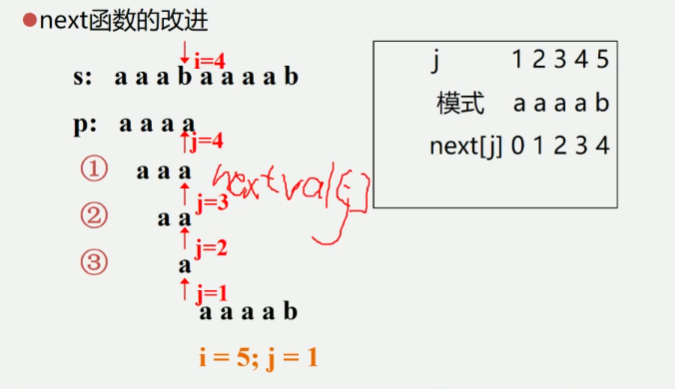 ●next函数的改进
↓i=4
s: a a a b a a a a b
p: a a a a
↑j=4
① a a a
↑j=3
② a a
↑j=2
③ a
↑j=1
a a a a b
i = 5; j = 1
nextval[j]
j 1 2 3 4 5
模式 a a a a b
next[j] 0 1 2 3 4